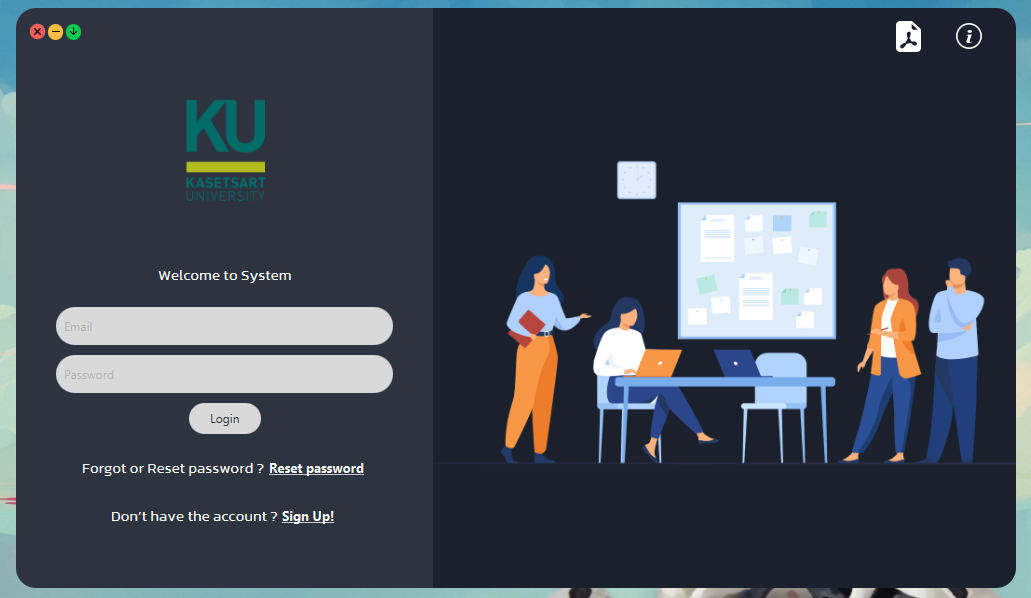 KU
KASETSART
UNIVERSITY
Welcome to System
Email
Password
Login
Forgot or Reset password ? Reset password
Don't have the account ? Sign Up!